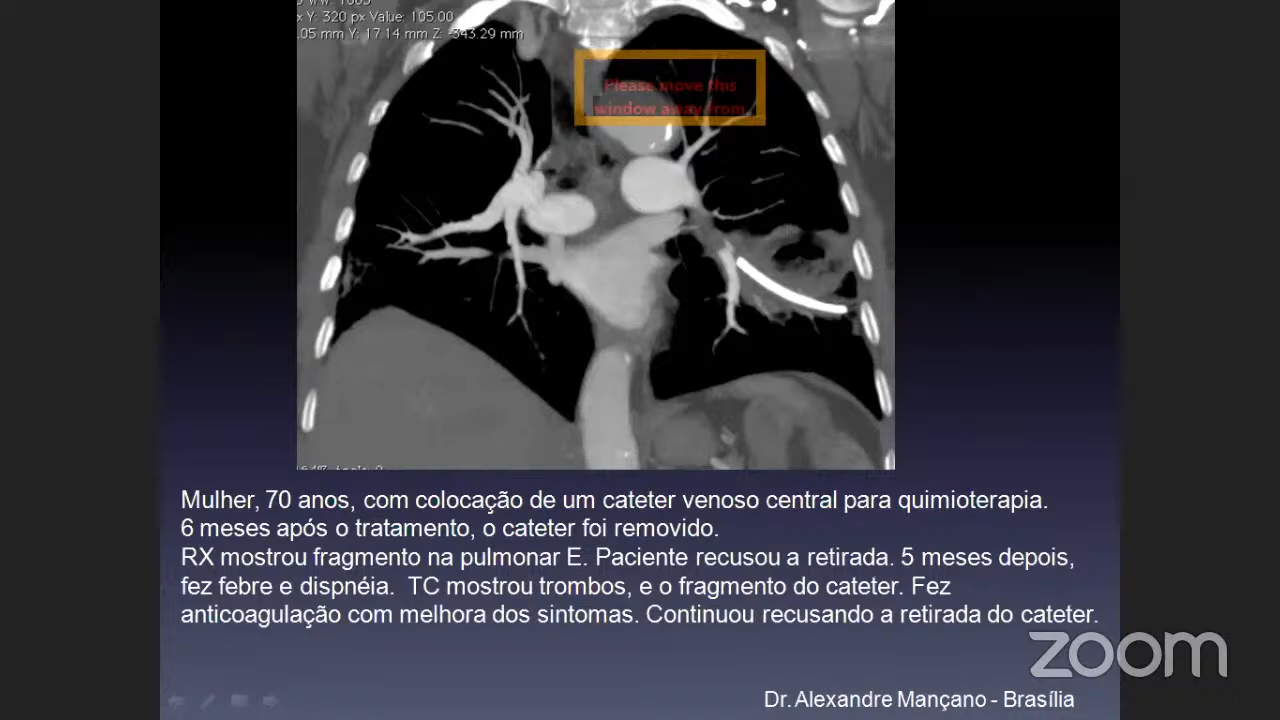 x Y: 320 px Value: 105.00
.05 mm Y: 17.14 mm Z: -343.29 mm
Please move this
window away from
Mulher, 70 anos, com colocação de um cateter venoso central para quimioterapia.
6 meses após o tratamento, o cateter foi removido.
RX mostrou fragmento na pulmonar E. Paciente recusou a retirada. 5 meses depois,
fez febre e dispnéia. TC mostrou trombos, e o fragmento do cateter. Fez
anticoagulação com melhora dos sintomas. Continuou recusando a retirada do cateter.
zoom
Dr. Alexandre Mançano - Brasília